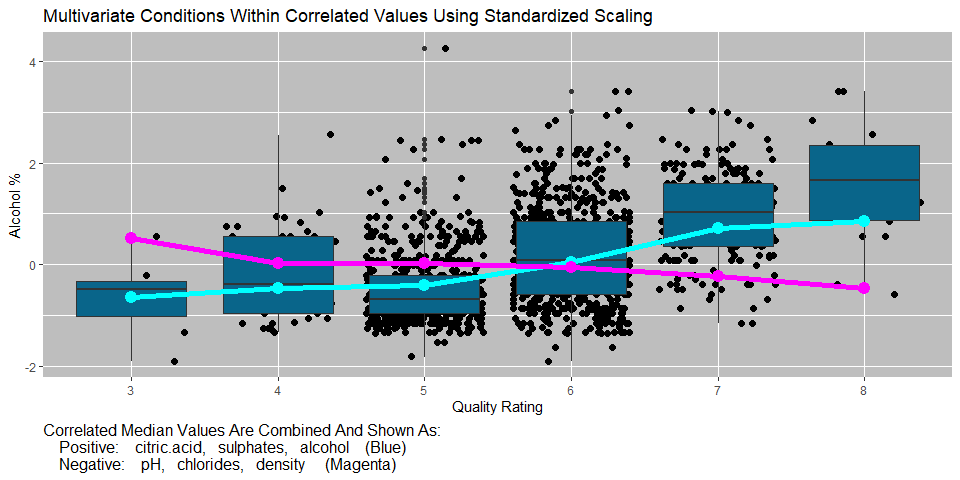 Multivariate Conditions Within Correlated Values Using Standardized Scaling
Alcohol %
4
2
0
-2
3 4 5 6 7 8
Quality Rating
Correlated Median Values Are Combined And Shown As:
Positive: citric.acid, sulphates, alcohol (Blue)
Negative: pH, chlorides, density (Magenta)